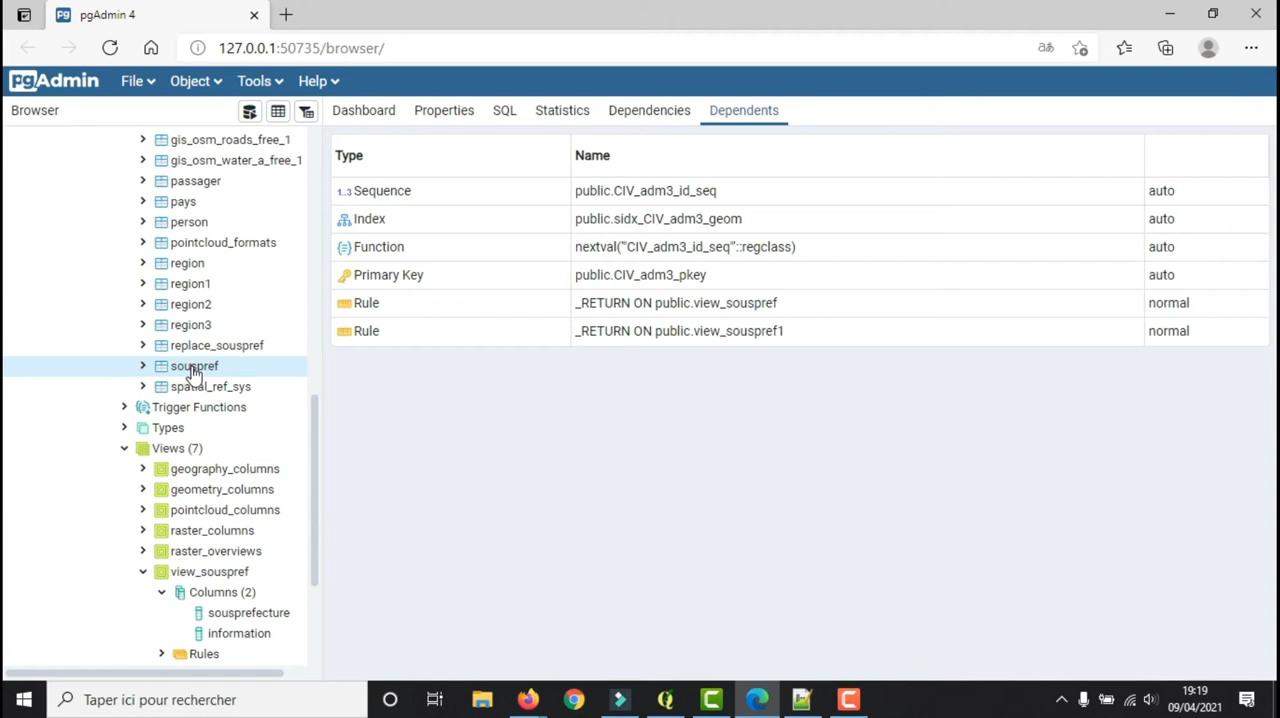 pgAdmin 4
127.0.0.1:50735/browser/
pgAdmin File Object Tools Help
Browser
Dashboard Properties SQL Statistics Dependencies Dependents
gis_osm_roads_free_1
gis_osm_water_a_free_1
passager
pays
person
pointcloud_formats
region
region1
region2
region3
replace_souspref
souspref
spatial_ref_sys
Trigger Functions
Types
Views (7)
geography_columns
geometry_columns
pointcloud_columns
raster_columns
raster_overviews
view_souspref
Columns (2)
sousprefecture
information
Rules
Type Name
1..3 Sequence public.CIV_adm3_id_seq auto
Index public.sidx_CIV_adm3_geom auto
Function nextval("CIV_adm3_id_seq"::regclass) auto
Primary Key public.CIV_adm3_pkey auto
Rule _RETURN ON public.view_souspref normal
Rule _RETURN ON public.view_souspref1 normal
Taper ici pour rechercher
19:19
09/04/2021